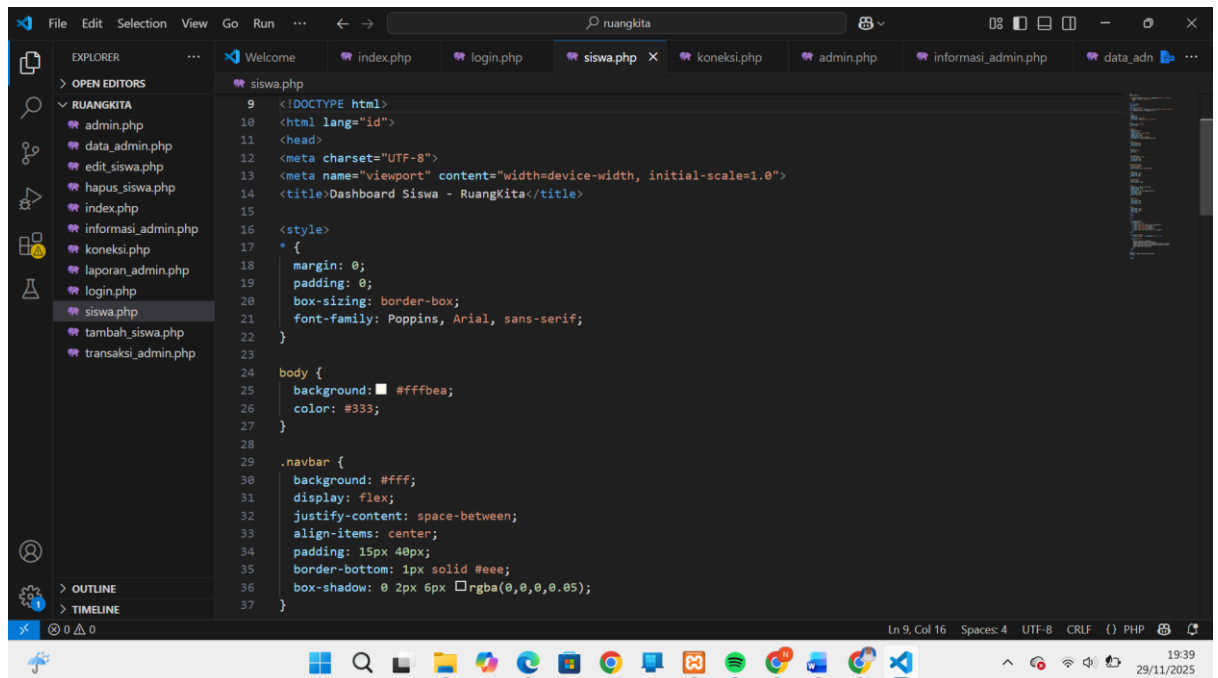 File Edit Selection View Go Run ... ruangkita
EXPLORER ...
Welcome index.php login.php siswa.php koneksi.php admin.php informasi_admin.php data_adn ...
OPEN EDITORS
RUANGKITA
admin.php
data_admin.php
edit_siswa.php
hapus_siswa.php
index.php
informasi_admin.php
koneksi.php
laporan_admin.php
login.php
siswa.php
tambah_siswa.php
transaksi_admin.php
OUTLINE
TIMELINE
siswa.php
9 <!DOCTYPE html>
10 <html lang="id">
11 <head>
12 <meta charset="UTF-8">
13 <meta name="viewport" content="width=device-width, initial-scale=1.0">
14 <title>Dashboard Siswa - RuangKita</title>
15
16 <style>
17 * {
18 margin: 0;
19 padding: 0;
20 box-sizing: border-box;
21 font-family: Poppins, Arial, sans-serif;
22 }
23
24 body {
25 background: #fffbea;
26 color: #333;
27 }
28
29 .navbar {
30 background: #fff;
31 display: flex;
32 justify-content: space-between;
33 align-items: center;
34 padding: 15px 40px;
35 border-bottom: 1px solid #eee;
36 box-shadow: 0 2px 6px rgba(0,0,0,0.05);
37 }
1
0 0 Ln 9, Col 16 Spaces: 4 UTF-8 CRLF {} PHP
19:39
29/11/2025